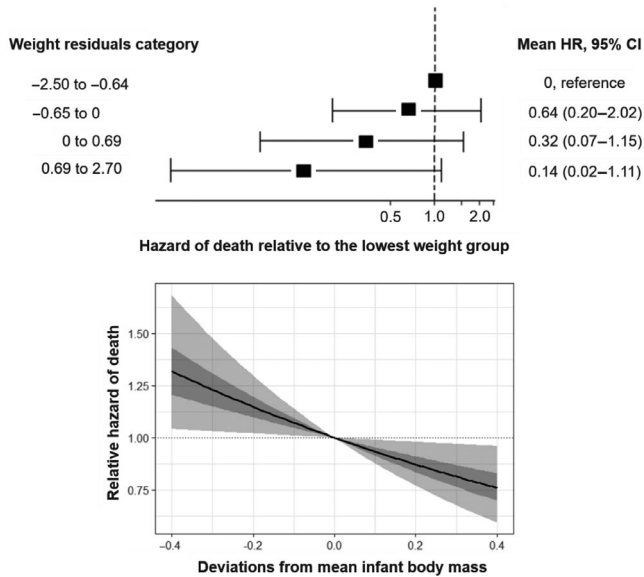 Weight residuals category Mean HR, 95% CI
−2.50 to −0.64 0, reference
−0.65 to 0 0.64 (0.20–2.02)
0 to 0.69 0.32 (0.07–1.15)
0.69 to 2.70 0.14 (0.02–1.11)
0.5 1.0 2.0
Hazard of death relative to the lowest weight group
Relative hazard of death
1.50
1.25
1.00
0.75
−0.4 −0.2 0.0 0.2 0.4
Deviations from mean infant body mass